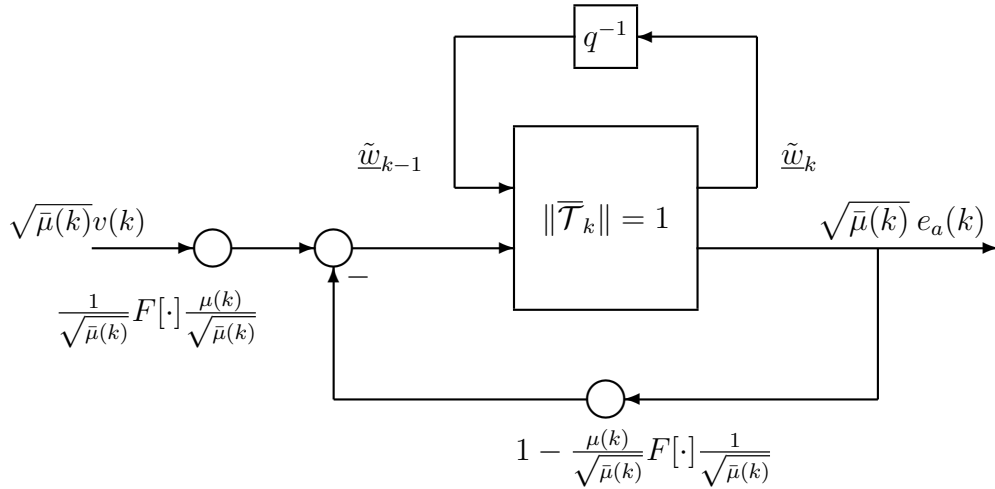 $q^{-1}$
$\underline{\tilde{w}}_{k-1}$
$\underline{\tilde{w}}_{k}$
$\|\overline{\mathcal{T}}_k\| = 1$
$\sqrt{\bar{\mu}(k)}v(k)$
$\sqrt{\bar{\mu}(k)}\,e_a(k)$
$-$
$\frac{1}{\sqrt{\bar{\mu}(k)}}F[\cdot]\frac{\mu(k)}{\sqrt{\bar{\mu}(k)}}$
$1 - \frac{\mu(k)}{\sqrt{\bar{\mu}(k)}}F[\cdot]\frac{1}{\sqrt{\bar{\mu}(k)}}$